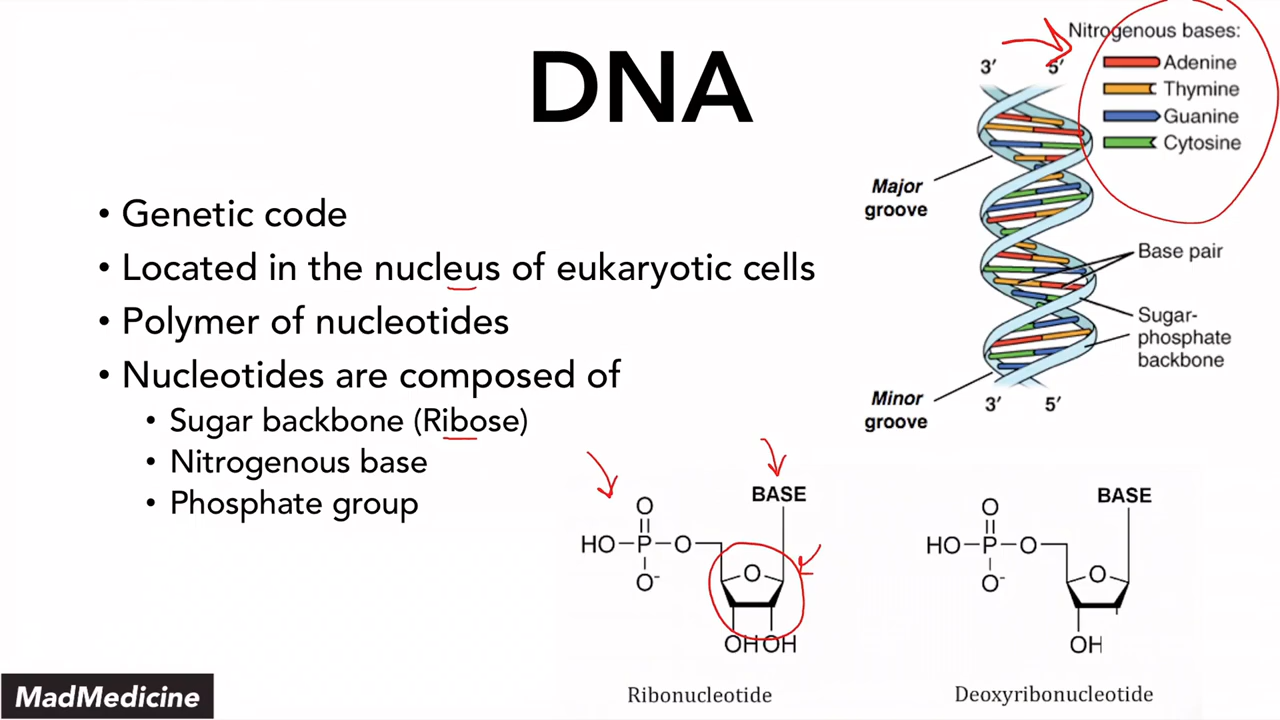 DNA
• Genetic code
• Located in the nucleus of eukaryotic cells
• Polymer of nucleotides
• Nucleotides are composed of
• Sugar backbone (Ribose)
• Nitrogenous base
• Phosphate group
Nitrogenous bases:
Adenine
Thymine
Guanine
Cytosine
3′ 5′
Major
groove
Base pair
Sugar-
phosphate
backbone
Minor
groove
3′ 5′
O
BASE
HO P O
O
O-
OH OH
Ribonucleotide
O
BASE
HO P O
O
O-
OH
Deoxyribonucleotide
MadMedicine